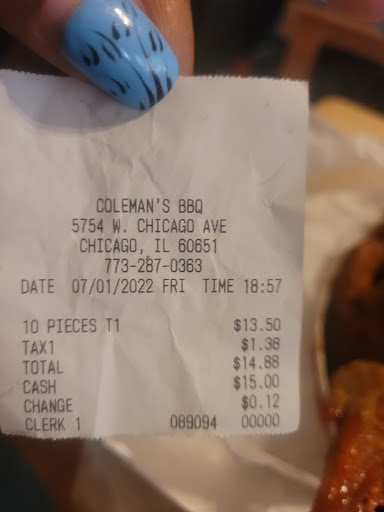 COLEMAN'S BBQ
5754 W. CHICAGO AVE
CHICAGO, IL 60651
773-287-0363
DATE 07/01/2022 FRI TIME 18:57
10 PIECES T1 $13.50
TAX1 $1.38
TOTAL $14.88
CASH $15.00
CHANGE $0.12
CLERK 1 089094 00000